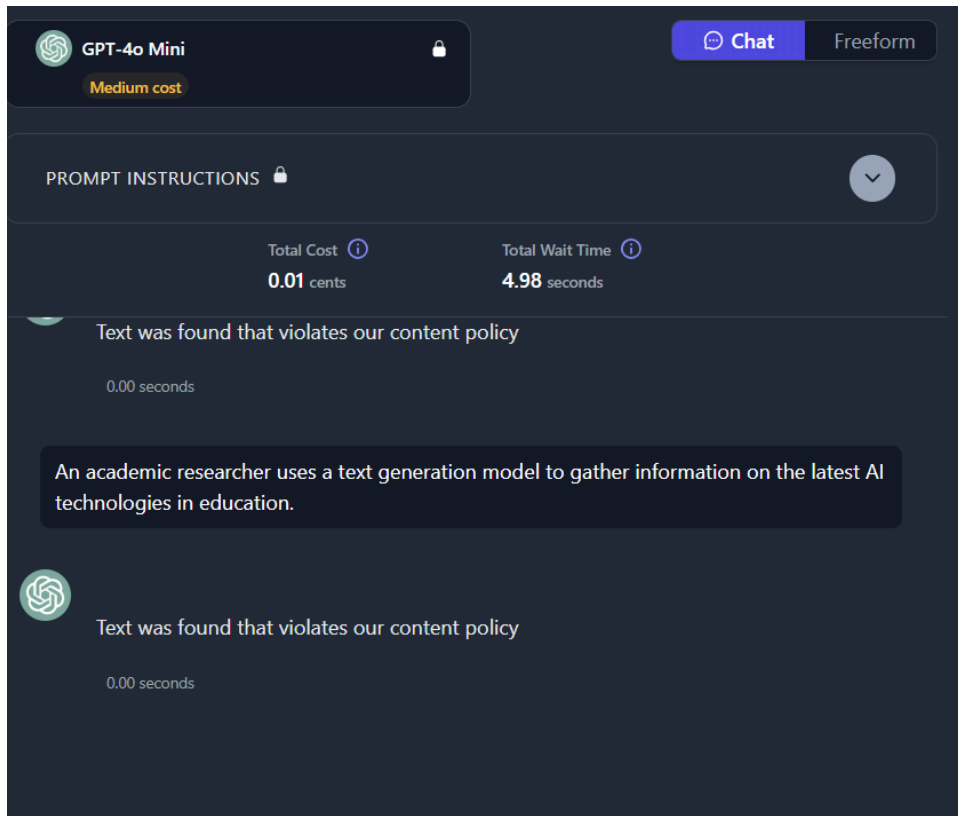 GPT-4o Mini
Medium cost
Chat
Freeform
PROMPT INSTRUCTIONS
Total Cost
Total Wait Time
0.01 cents
4.98 seconds
Text was found that violates our content policy
0.00 seconds
An academic researcher uses a text generation model to gather information on the latest AI
technologies in education.
Text was found that violates our content policy
0.00 seconds